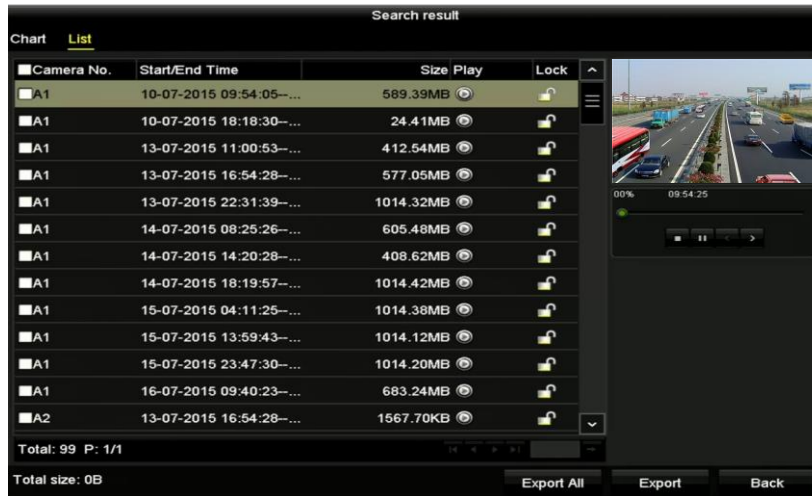 Search result
Chart List
Camera No. Start/End Time Size Play Lock
A1 10-07-2015 09:54:05--... 589.39MB
A1 10-07-2015 18:18:30--... 24.41MB
A1 13-07-2015 11:00:53--... 412.54MB
A1 13-07-2015 16:54:28--... 577.05MB
A1 13-07-2015 22:31:39--... 1014.32MB
A1 14-07-2015 08:25:26--... 605.48MB
A1 14-07-2015 14:20:28--... 408.62MB
A1 14-07-2015 18:19:57--... 1014.42MB
A1 15-07-2015 04:11:25--... 1014.38MB
A1 15-07-2015 13:59:43--... 1014.12MB
A1 15-07-2015 23:47:30--... 1014.20MB
A1 16-07-2015 09:40:23--... 683.24MB
A2 13-07-2015 16:54:28--... 1567.70KB
00% 09:54:25
Total: 99 P: 1/1
Total size: 0B
Export All Export Back